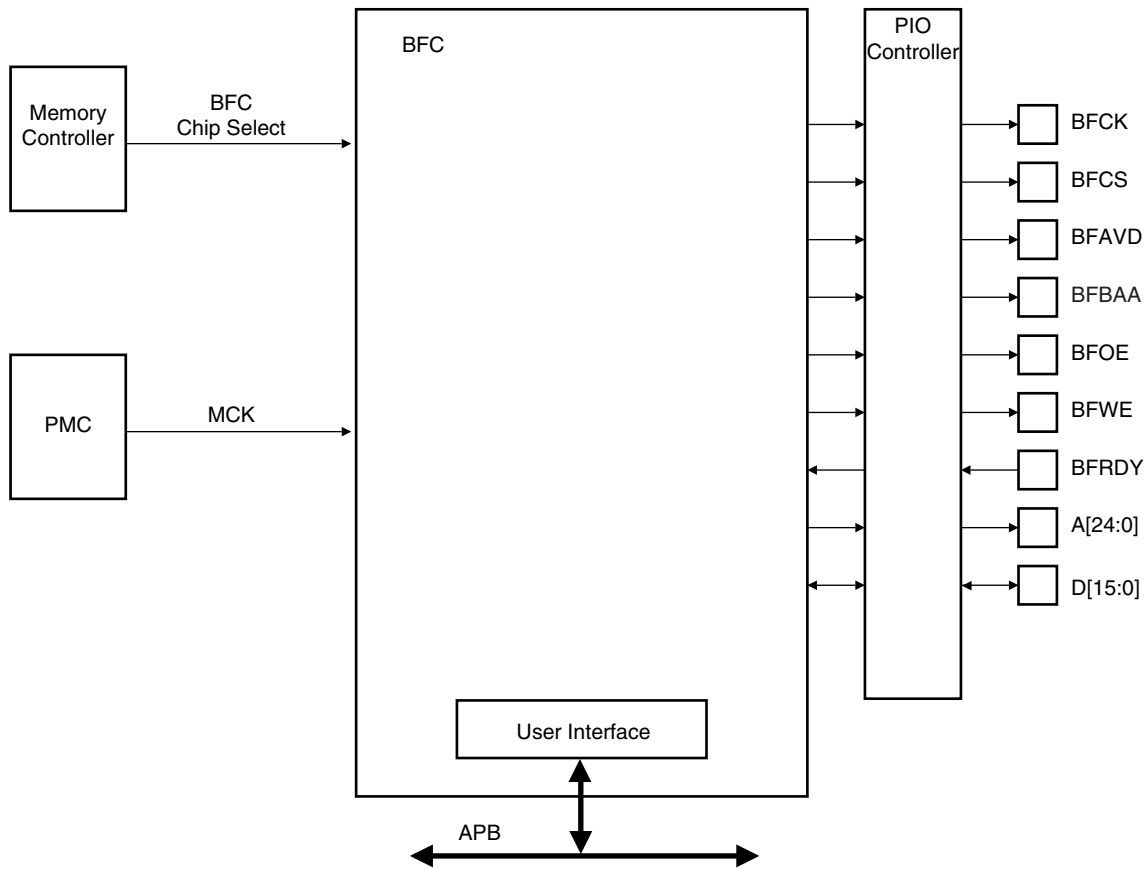 BFC
PIO
Controller
Memory
Controller
BFC
Chip Select
BFCK
BFCS
BFAVD
BFBAA
PMC
MCK
BFOE
BFWE
BFRDY
A[24:0]
D[15:0]
User Interface
APB